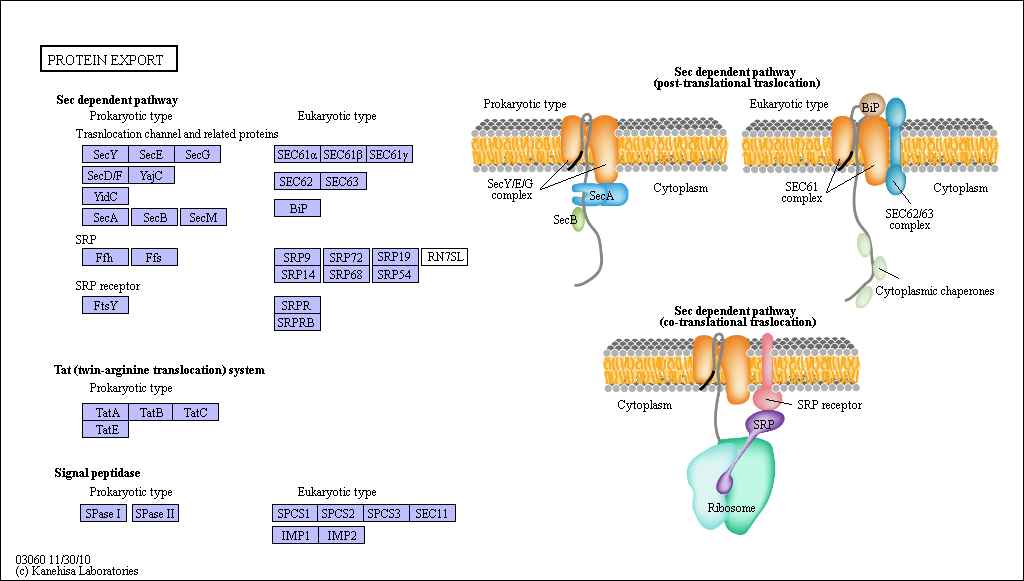 PROTEIN EXPORT
Sec dependent pathway
Prokaryotic type
Eukaryotic type
Trasnlocation channel and related proteins
SecY SecE SecG
SEC61α SEC61β SEC61γ
SecD/F YajC
SEC62 SEC63
YidC
BiP
SecA SecB SecM
SRP
Ffh Ffs
SRP9 SRP72 SRP19 RN7SL
SRP14 SRP68 SRP54
SRP receptor
FtsY
SRPR
SRPRB
Tat (twin-arginine translocation) system
Prokaryotic type
TatA TatB TatC
TatE
Signal peptidase
Prokaryotic type
Eukaryotic type
SPase I SPase II
SPCS1 SPCS2 SPCS3 SEC11
IMP1 IMP2
03060 11/30/10
(c) Kanehisa Laboratories
Sec dependent pathway
(post-translational traslocation)
Prokaryotic type
Eukaryotic type
BiP
SecY/E/G
complex
SecA
Cytoplasm
SecB
SEC61
complex
Cytoplasm
SEC62/63
complex
Cytoplasmic chaperones
Sec dependent pathway
(co-translational traslocation)
Cytoplasm
SRP receptor
SRP
Ribosome